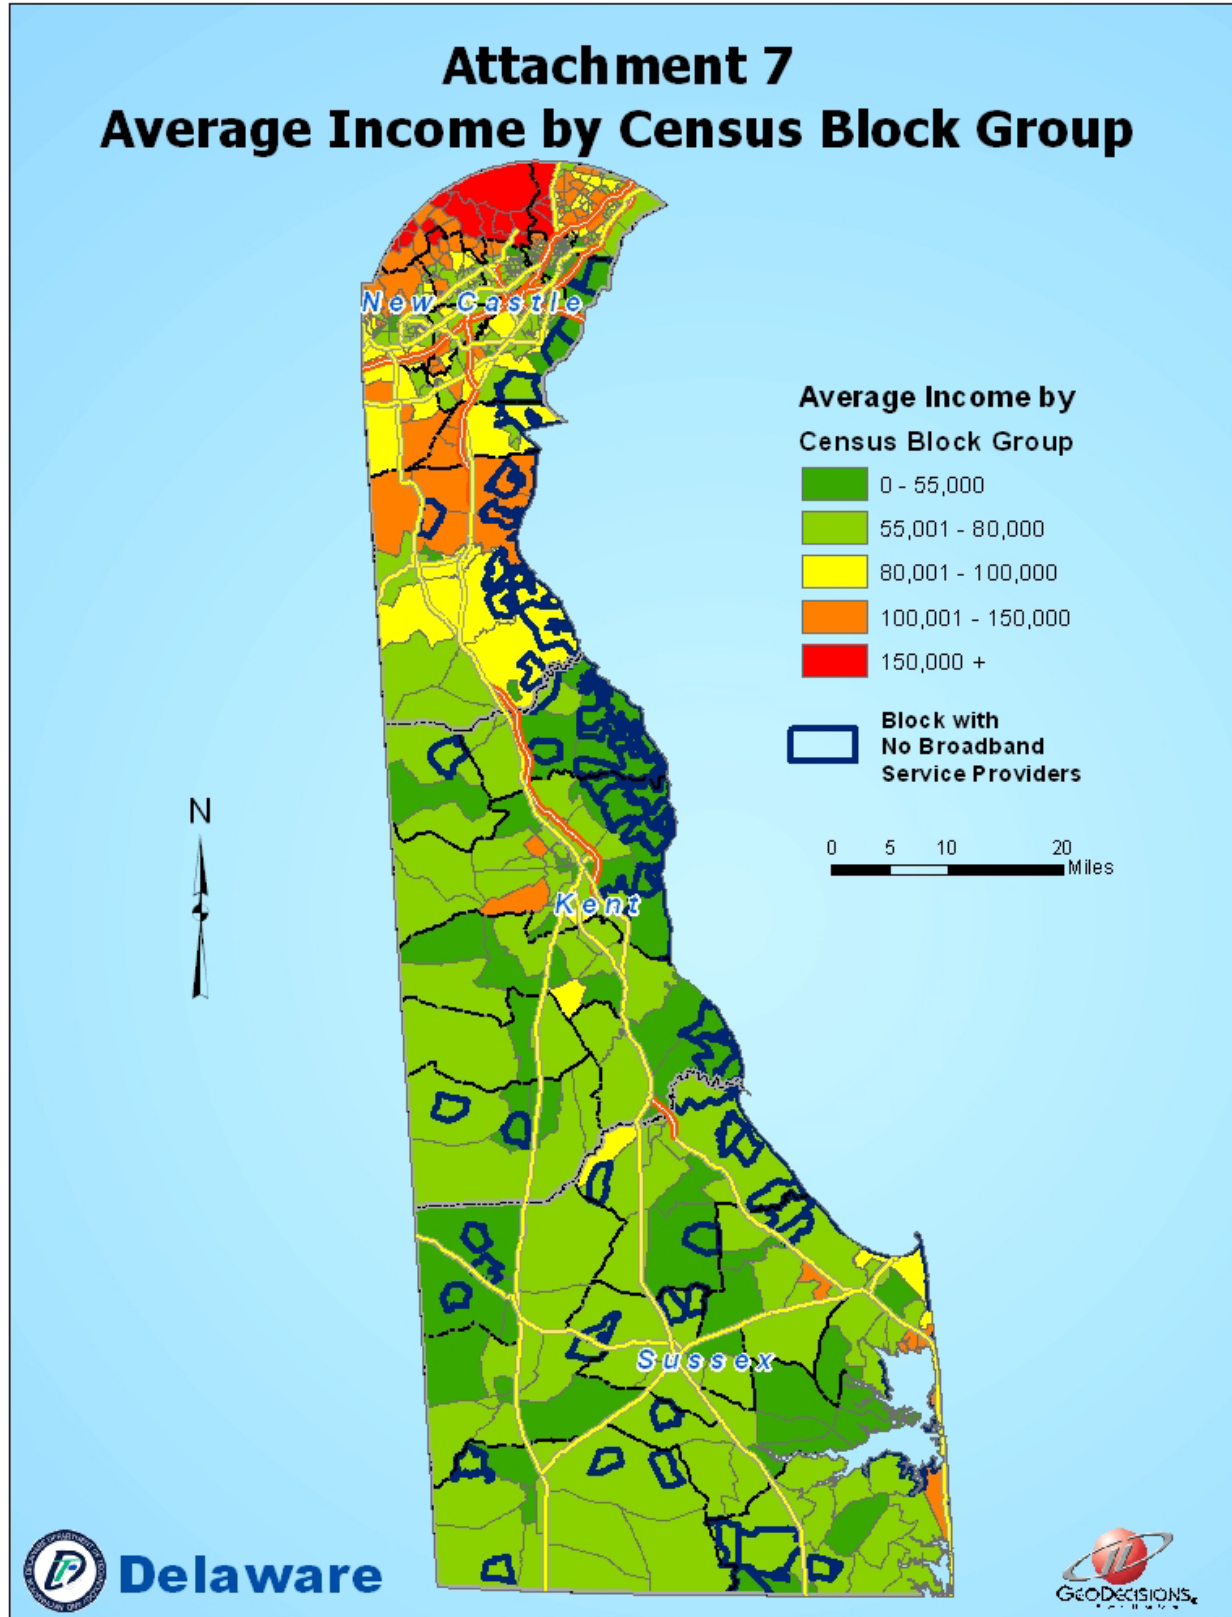 Attachment 7
Average Income by Census Block Group
New Castle
Average Income by
Census Block Group
0 - 55,000
55,001 - 80,000
80,001 - 100,000
100,001 - 150,000
150,000 +
Block with
No Broadband
Service Providers
N
0 5 10 20
Miles
Kent
Sussex
Delaware
GEODECISIONS